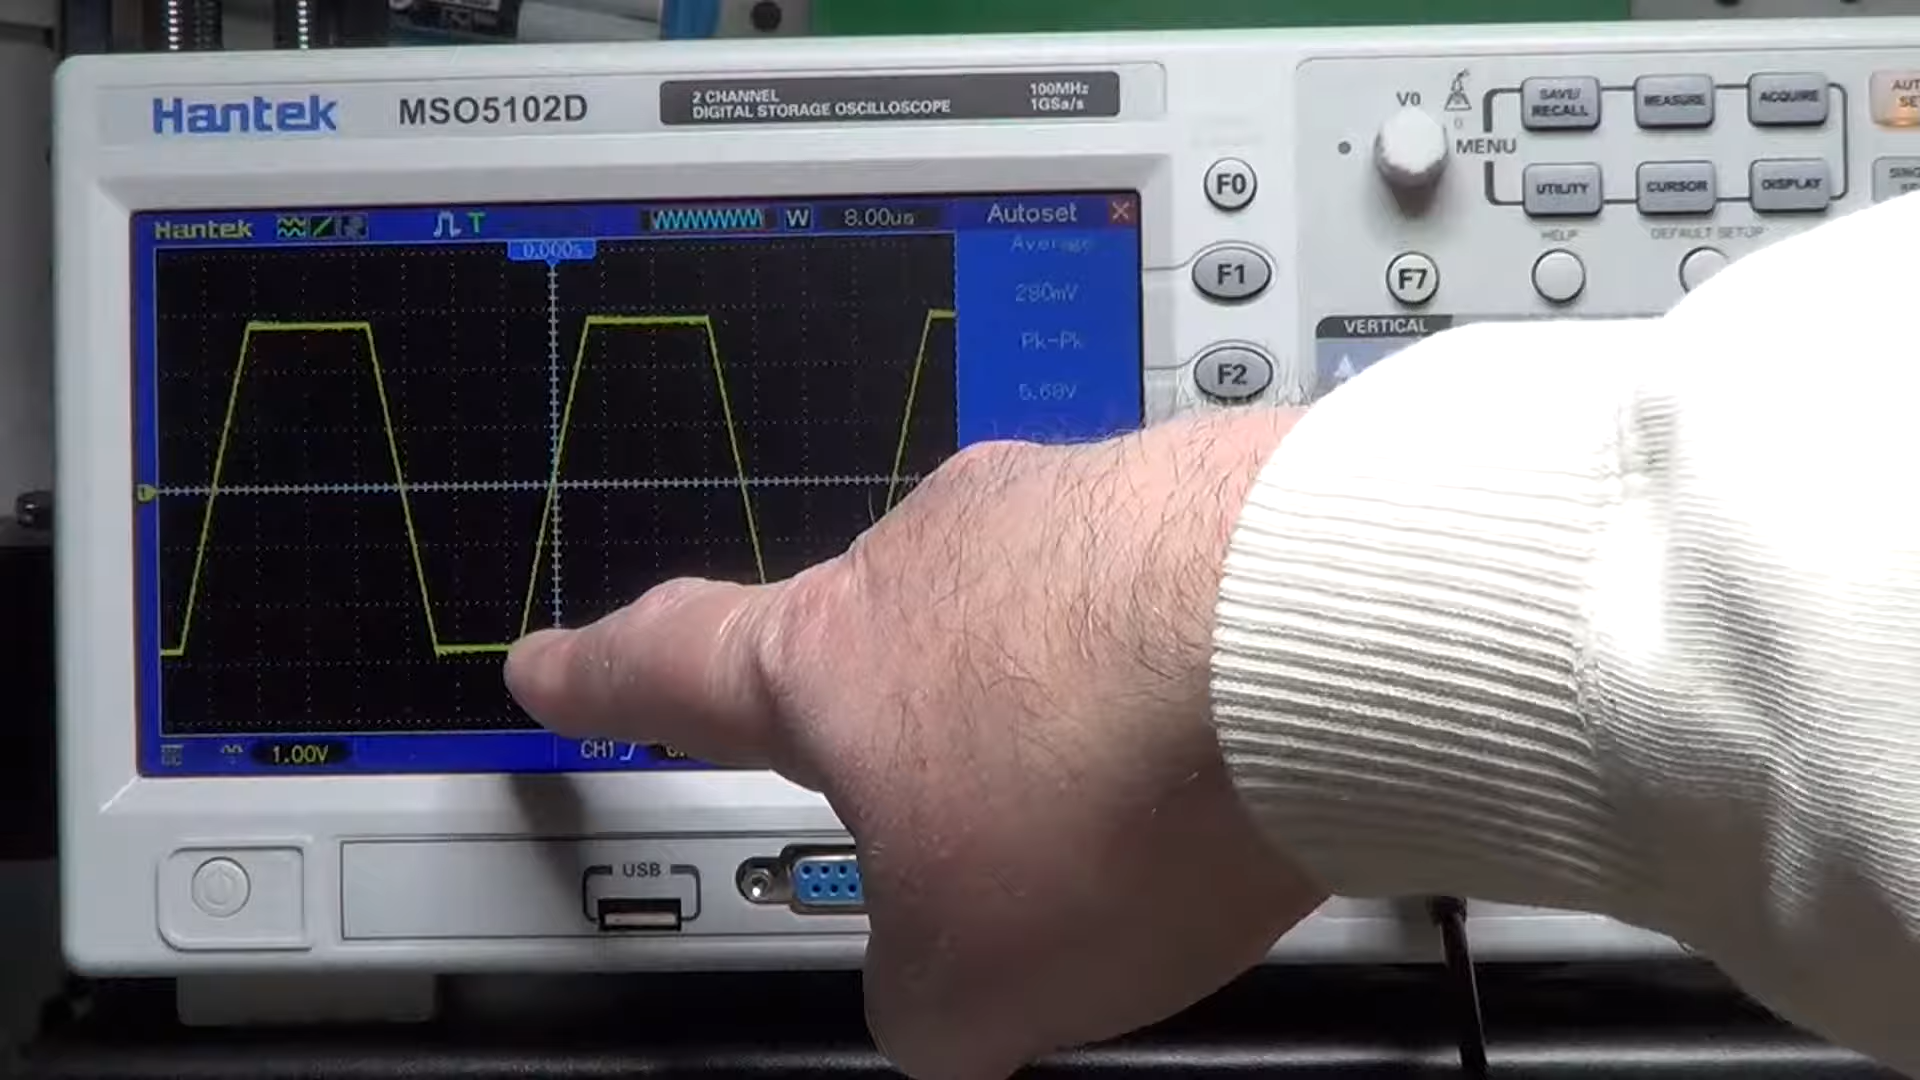 Hantek MSO5102D
2 CHANNEL
DIGITAL STORAGE OSCILLOSCOPE
100MHz
1GSa/s
Hantek T W 8.00us Autoset
0.000s
Average
280mV
Pk-Pk
5.68V
1.00V CH1
F0
F1
F2
V0
0
MENU
SAVE/
RECALL
MEASURE
ACQUIRE
UTILITY
CURSOR
DISPLAY
HELP
DEFAULT SETUP
F7
VERTICAL
USB